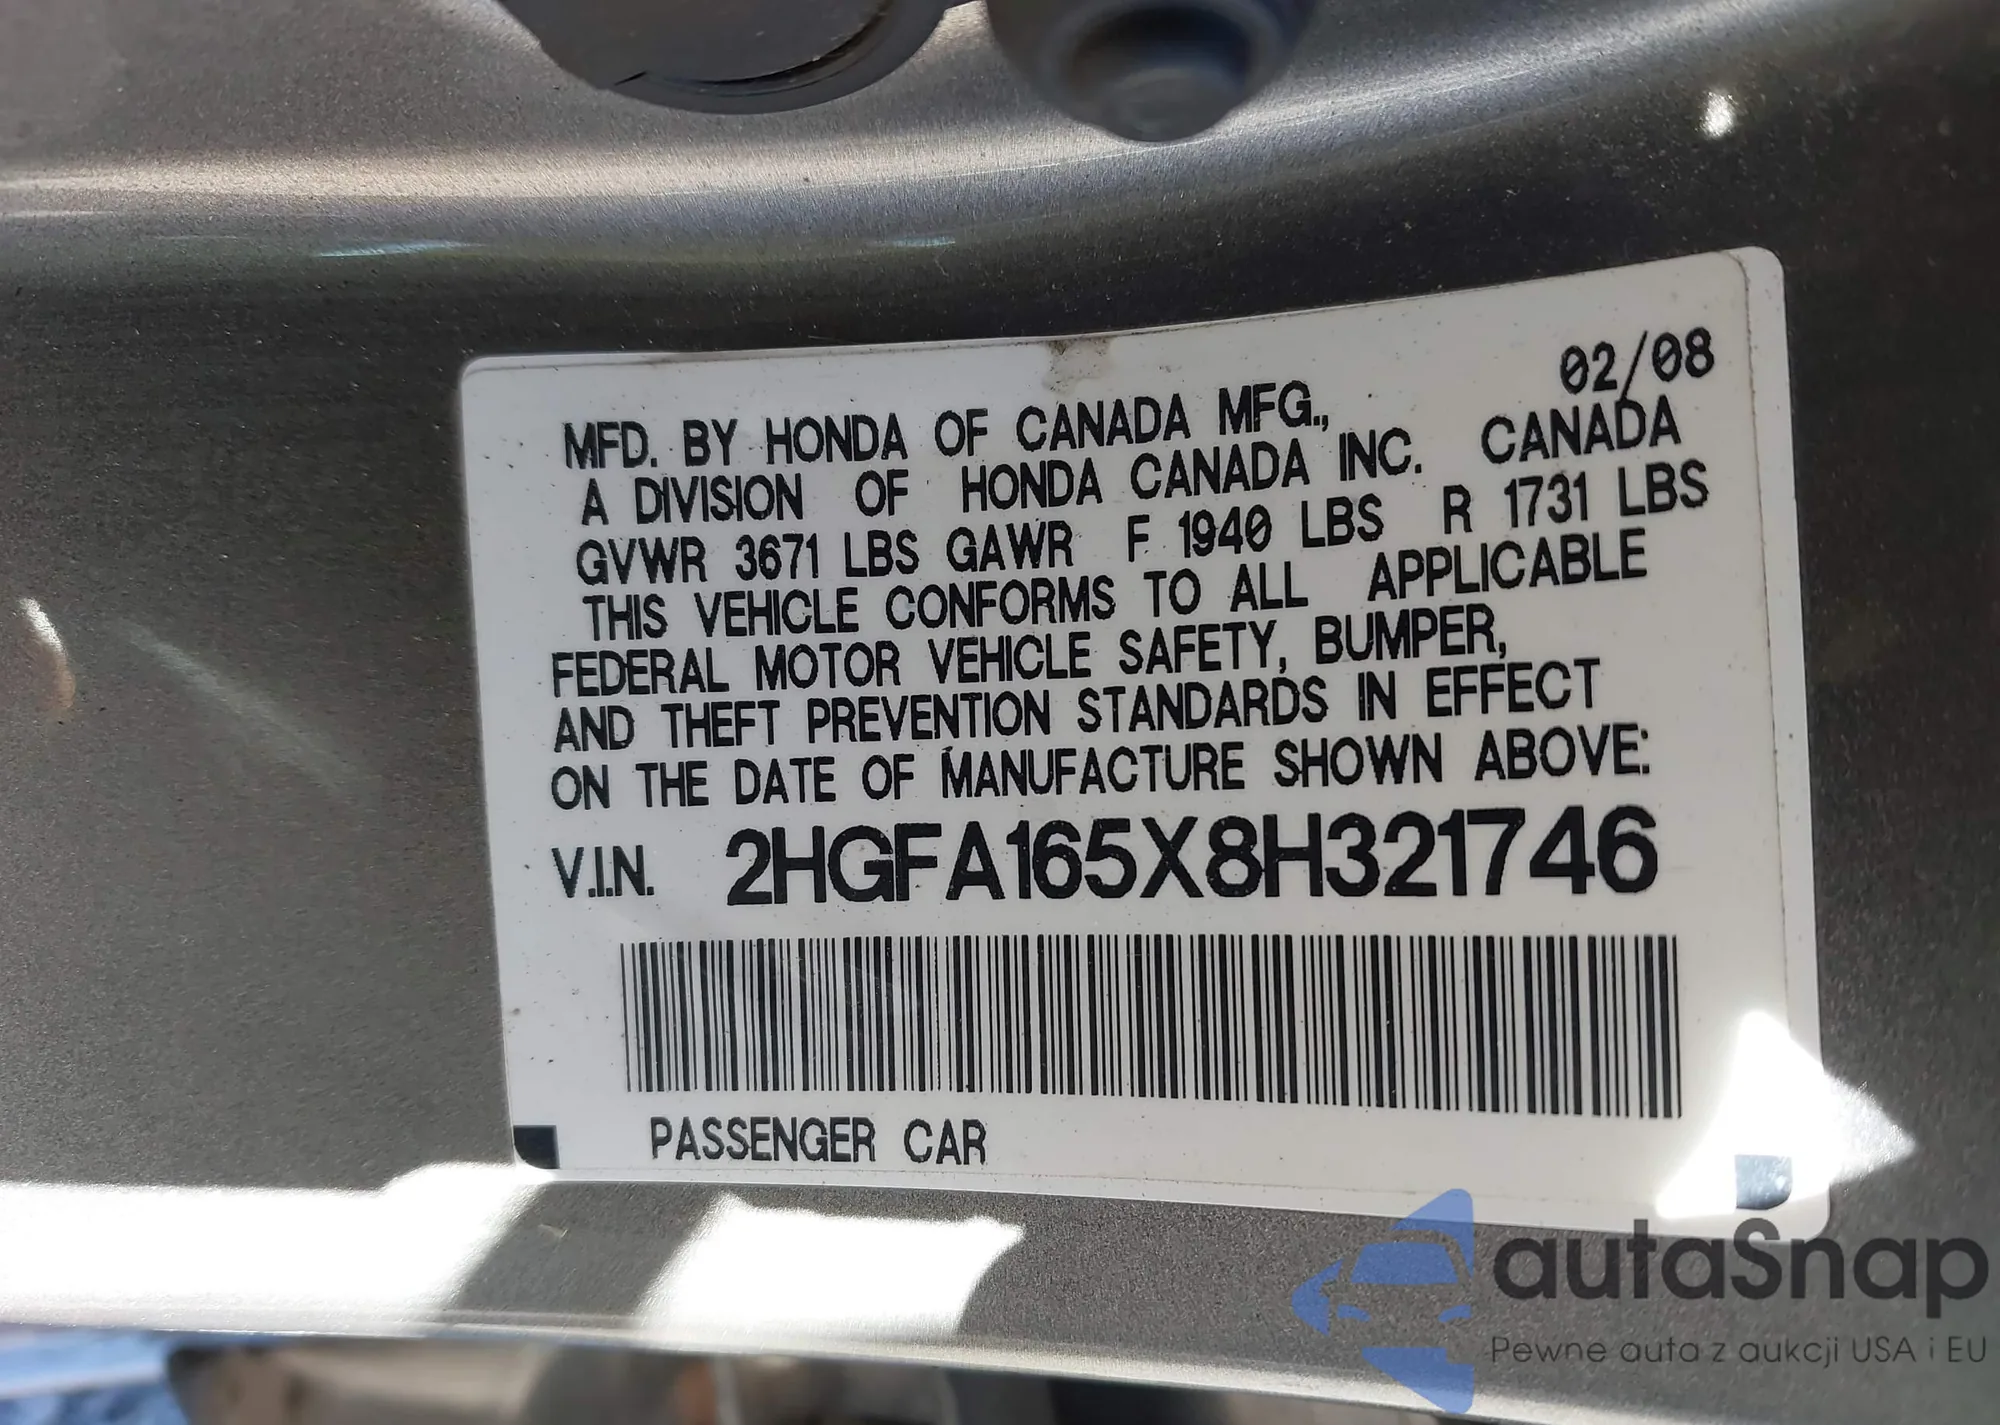 02/08
MFD. BY HONDA OF CANADA MFG.,
A DIVISION OF HONDA CANADA INC. CANADA
GVWR 3671 LBS GAWR F 1940 LBS R 1731 LBS
THIS VEHICLE CONFORMS TO ALL APPLICABLE
FEDERAL MOTOR VEHICLE SAFETY, BUMPER,
AND THEFT PREVENTION STANDARDS IN EFFECT
ON THE DATE OF MANUFACTURE SHOWN ABOVE:
V.I.N. 2HGFA165X8H321746
PASSENGER CAR
autaSnap
Pewne auta z aukcji USA i EU